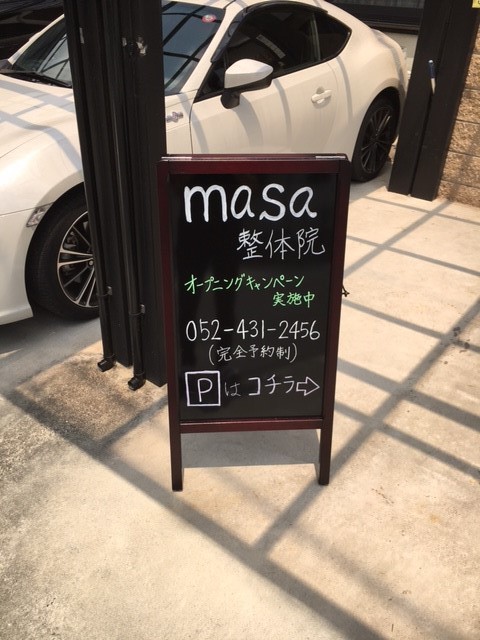 masa
整体院
オープニングキャンペーン
実施中
052-431-2456
(完全予約制)
Pはコチラ⇨